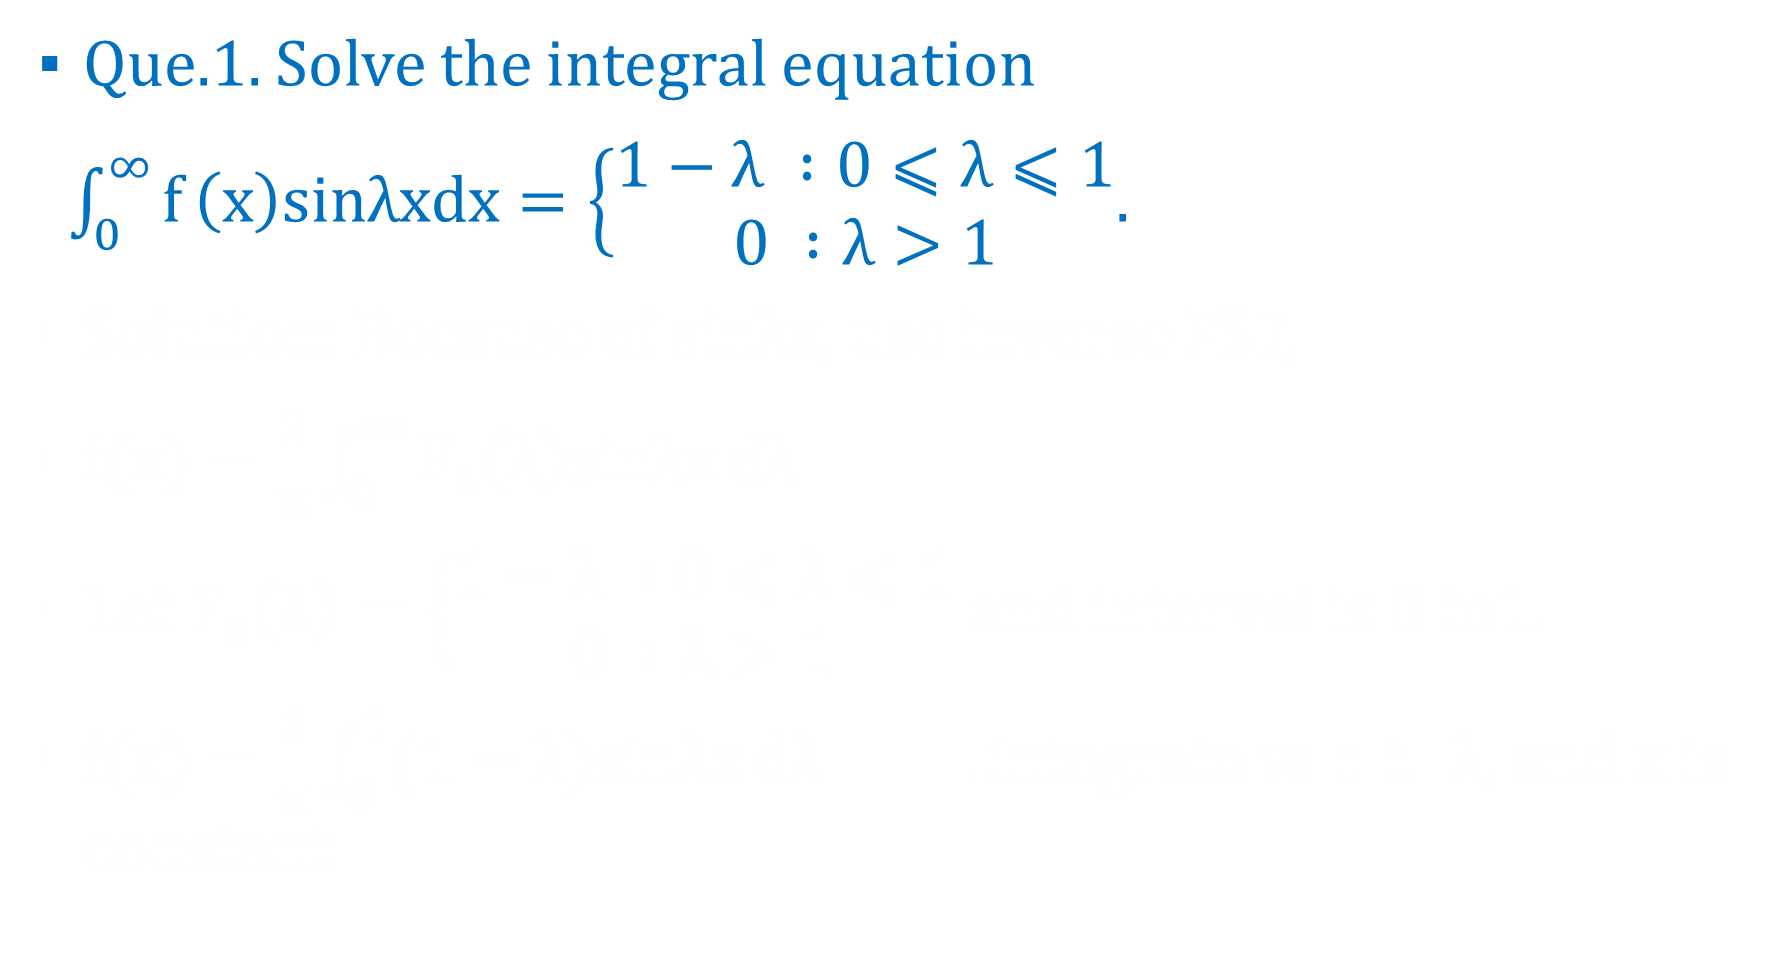 ▪ Que.1. Solve the integral equation
∫₀^∞ f (x)sinλxdx = {1 − λ : 0 ⩽ λ ⩽ 1
0 : λ > 1 .